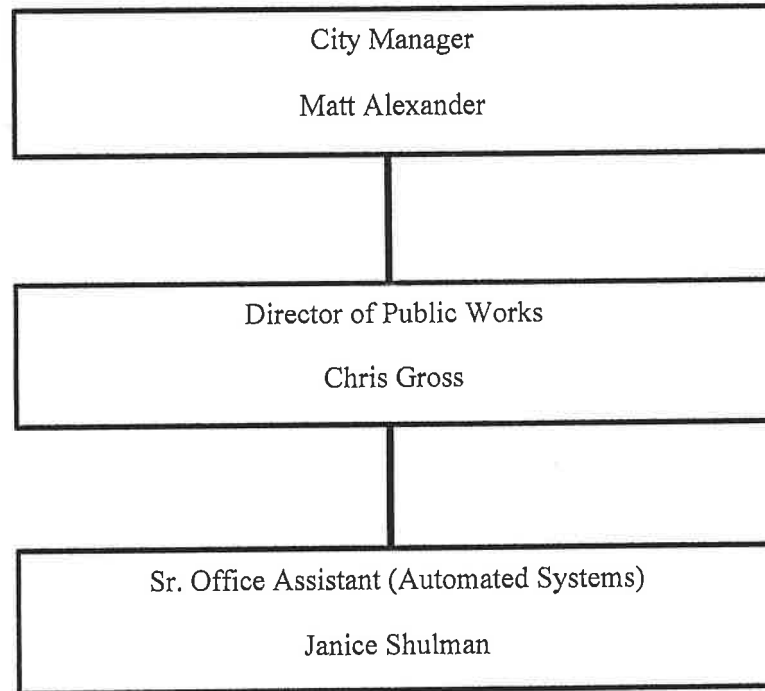 City Manager
Matt Alexander
Director of Public Works
Chris Gross
Sr. Office Assistant (Automated Systems)
Janice Shulman